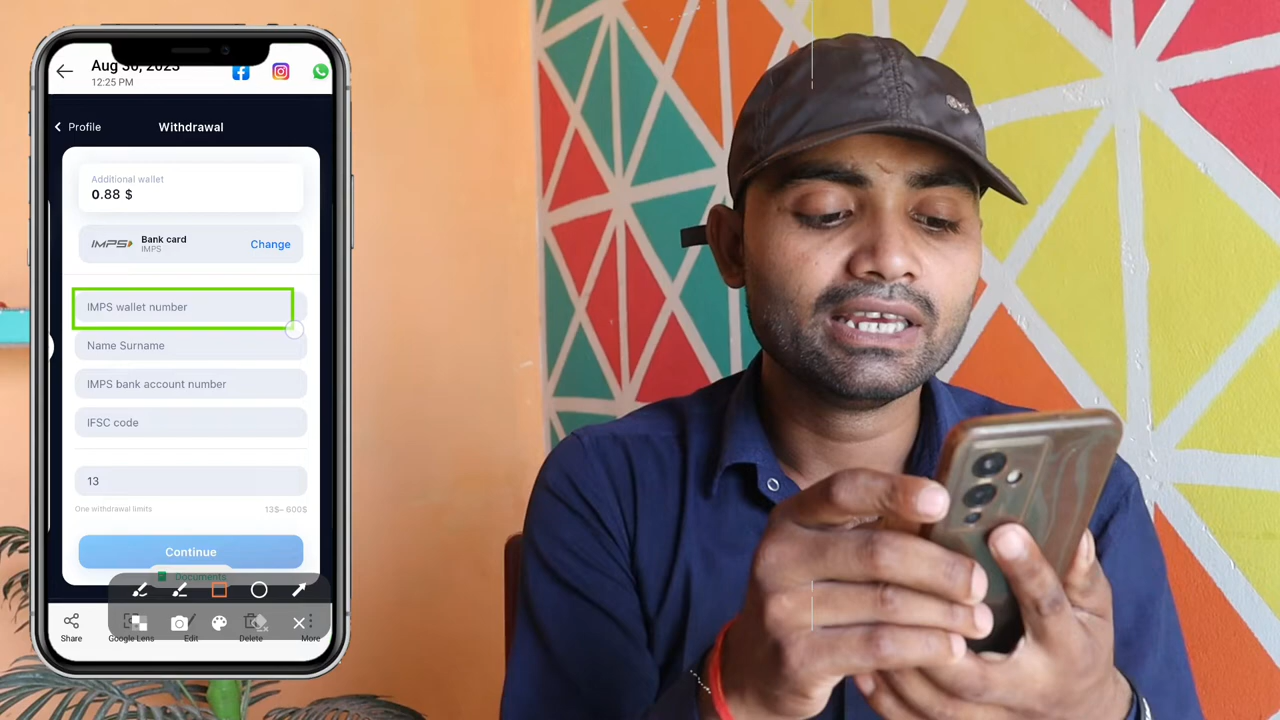 Aug 30, 2023
12:25 PM
Profile
Withdrawal
Additional wallet
0.88 $
IMPS
Bank card
IMPS
Change
IMPS wallet number
Name Surname
IMPS bank account number
IFSC code
13
One withdrawal limits
13$– 600$
Continue
Documents
Share
Google Lens
Edit
Delete
More